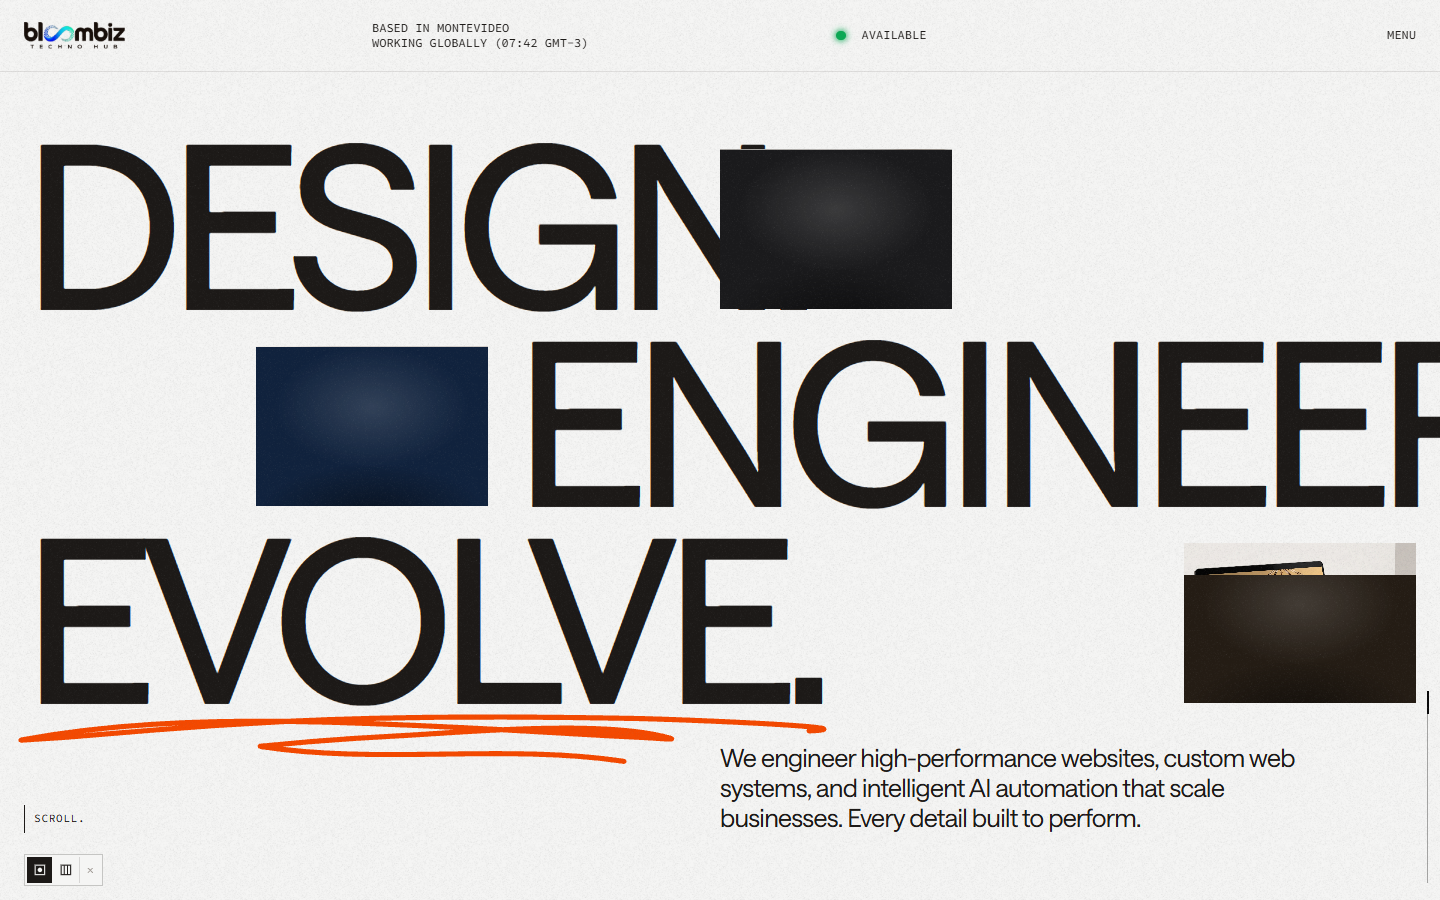 bloombiz
TECHNO HUB
BASED IN MONTEVIDEO
WORKING GLOBALLY (07:42 GMT-3)
AVAILABLE
MENU
DESIGN
ENGINEER
EVOLVE.
We engineer high-performance websites, custom web
systems, and intelligent AI automation that scale
businesses. Every detail built to perform.
SCROLL.
×